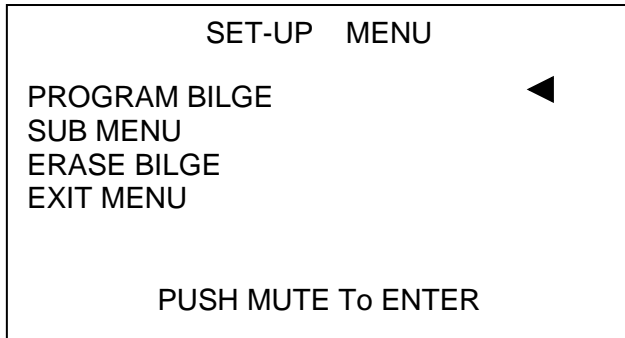 SET-UP MENU
PROGRAM BILGE
SUB MENU
ERASE BILGE
EXIT MENU
PUSH MUTE To ENTER